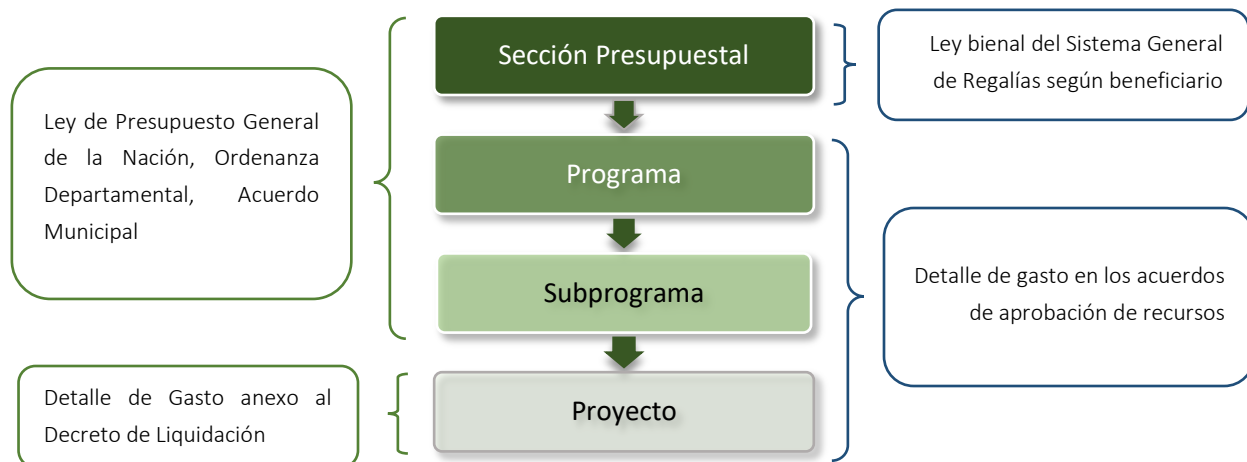 Sección Presupuestal
Ley bienal del Sistema General
de Regalías según beneficiario
Ley de Presupuesto General
de la Nación, Ordenanza
Departamental, Acuerdo
Municipal
Programa
Subprograma
Detalle de gasto en los acuerdos
de aprobación de recursos
Detalle de Gasto anexo al
Decreto de Liquidación
Proyecto